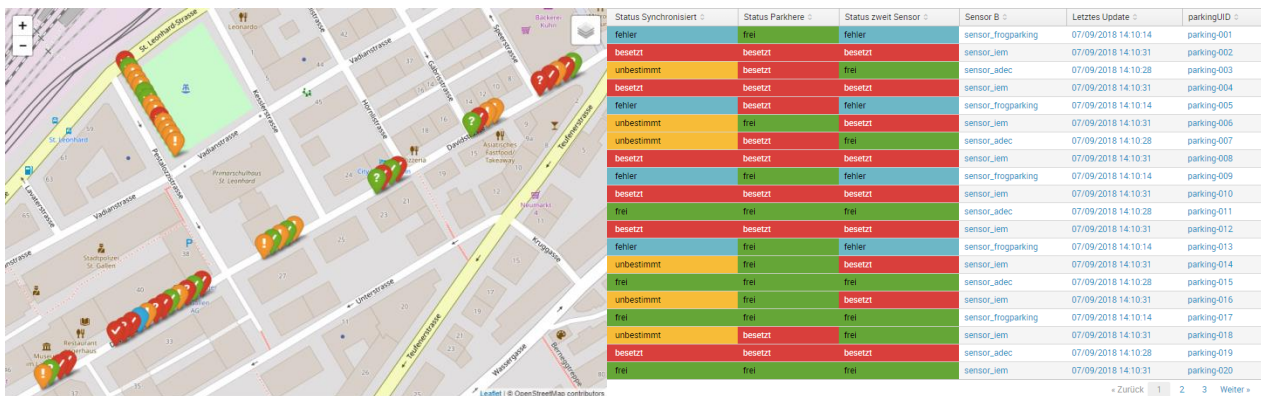 +
−
St. Leonhard-Straße
Leonardo
Bäckerei
Kuhn
Speerstrasse
Vadianstrasse
Gäbrisstrasse
Kesslerstrasse
Hörnlistrasse
Teufenerstrasse
St. Leonhard
Pestalozzistrasse
Vadianstrasse
Davidst
Asiatisches
Rastfood/
Takeaway
Lavaterstrasse
Primarschulhaus
St. Leonhard
Neumarkt
4
Vadianstrasse
Kruggasse
Stadtpolizei,
St. Gallen
P
38
Unterstrasse
AG
Restaurant
Teufenerstrasse
Wassergasse
Berneggtreppe
Leaflet | © OpenStreetMap contributors
Status Synchronisiert Status Parkhere Status zweit Sensor Sensor B Letztes Update parkingUID
fehler frei fehler sensor_frogparking 07/09/2018 14:10:14 parking-001
besetzt besetzt besetzt sensor_iem 07/09/2018 14:10:31 parking-002
unbestimmt besetzt frei sensor_adec 07/09/2018 14:10:28 parking-003
besetzt besetzt besetzt sensor_iem 07/09/2018 14:10:31 parking-004
fehler besetzt fehler sensor_frogparking 07/09/2018 14:10:14 parking-005
unbestimmt frei besetzt sensor_iem 07/09/2018 14:10:31 parking-006
unbestimmt besetzt frei sensor_adec 07/09/2018 14:10:28 parking-007
besetzt besetzt besetzt sensor_iem 07/09/2018 14:10:31 parking-008
fehler frei fehler sensor_frogparking 07/09/2018 14:10:14 parking-009
besetzt besetzt besetzt sensor_iem 07/09/2018 14:10:31 parking-010
frei frei frei sensor_adec 07/09/2018 14:10:28 parking-011
besetzt besetzt besetzt sensor_iem 07/09/2018 14:10:31 parking-012
fehler frei fehler sensor_frogparking 07/09/2018 14:10:14 parking-013
unbestimmt frei besetzt sensor_iem 07/09/2018 14:10:31 parking-014
frei frei frei sensor_adec 07/09/2018 14:10:28 parking-015
unbestimmt frei besetzt sensor_iem 07/09/2018 14:10:31 parking-016
frei frei frei sensor_frogparking 07/09/2018 14:10:14 parking-017
unbestimmt besetzt frei sensor_iem 07/09/2018 14:10:31 parking-018
besetzt besetzt besetzt sensor_adec 07/09/2018 14:10:28 parking-019
frei frei frei sensor_iem 07/09/2018 14:10:31 parking-020
« Zurück 1 2 3 Weiter »